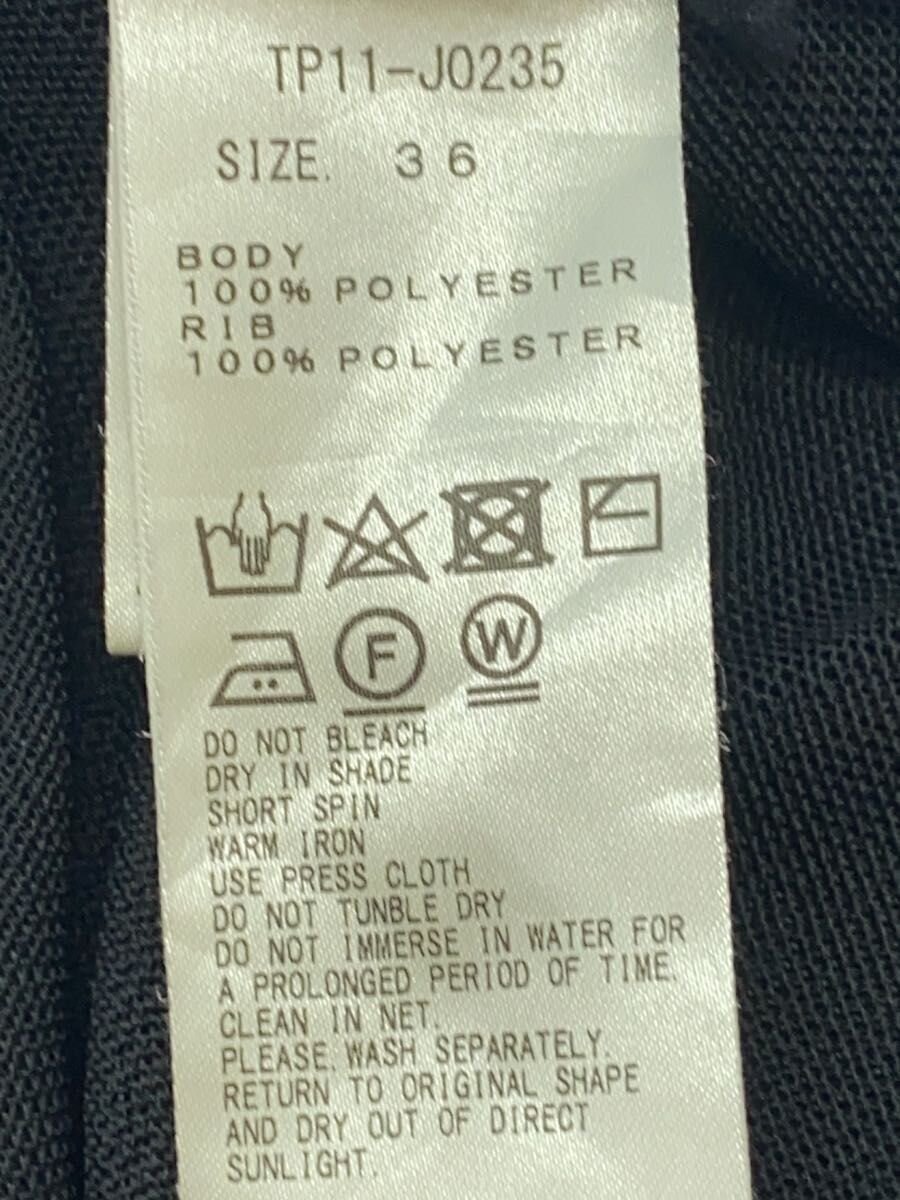 TP11-J0235
SIZE. 36
BODY
100% POLYESTER
RIB
100% POLYESTER
F W
DO NOT BLEACH
DRY IN SHADE
SHORT SPIN
WARM IRON
USE PRESS CLOTH
DO NOT TUNBLE DRY
DO NOT IMMERSE IN WATER FOR
A PROLONGED PERIOD OF TIME.
CLEAN IN NET.
PLEASE.WASH SEPARATELY.
RETURN TO ORIGINAL SHAPE
AND DRY OUT OF DIRECT
SUNLIGHT.